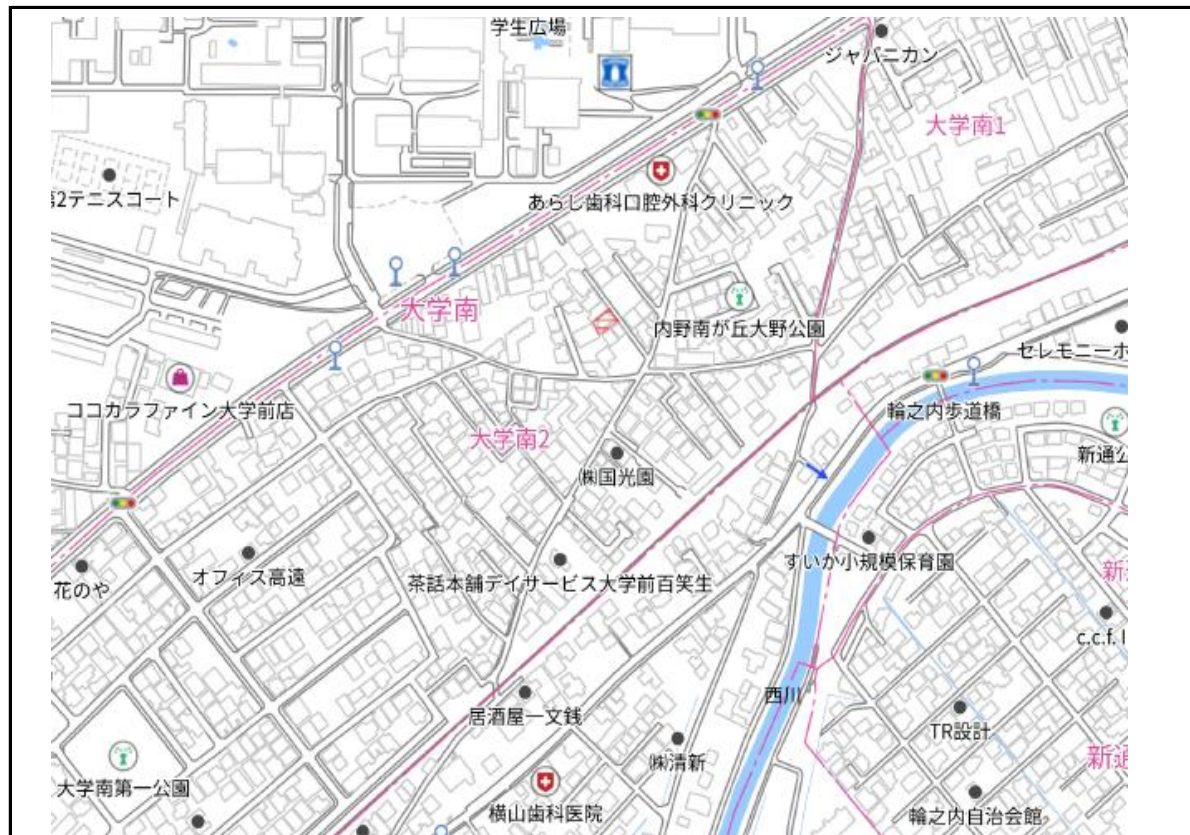 学生広場
ジャパニカン
大学南1
第2テニスコート
あらし歯科口腔外科クリニック
大学南
内野南が丘大野公園
セレモニーホ
ココカラファイン大学前店
輪之内歩道橋
大学南2
新通公
㈱国光園
すいか小規模保育園
オフィス高遠
茶話本舗デイサービス大学前百笑生
花のや
新通
c.c.f. l
西川
居酒屋一文銭
TR設計
㈱清新
新通
大学南第一公園
横山歯科医院
輪之内自治会館